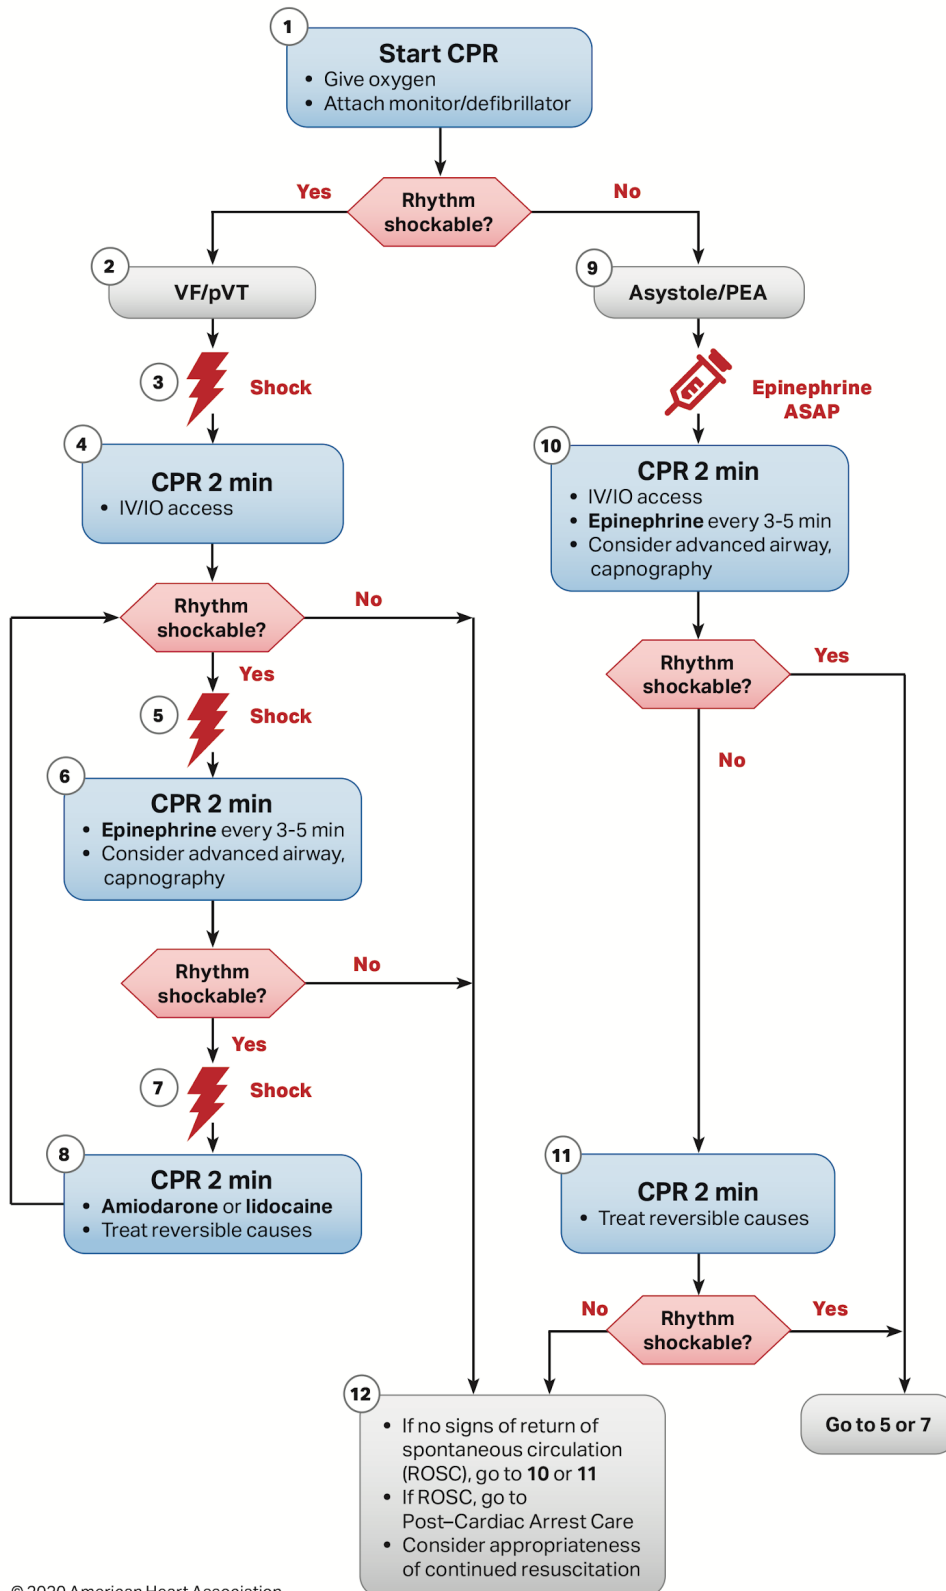 1
Start CPR
• Give oxygen
• Attach monitor/defibrillator
Rhythm
shockable?
Yes
No
2
VF/pVT
3
Shock
4
CPR 2 min
• IV/IO access
Rhythm
shockable?
No
Yes
5
Shock
6
CPR 2 min
• Epinephrine every 3-5 min
• Consider advanced airway,
capnography
Rhythm
shockable?
No
Yes
7
Shock
8
CPR 2 min
• Amiodarone or lidocaine
• Treat reversible causes
9
Asystole/PEA
E
Epinephrine
ASAP
10
CPR 2 min
• IV/IO access
• Epinephrine every 3-5 min
• Consider advanced airway,
capnography
Rhythm
shockable?
Yes
No
11
CPR 2 min
• Treat reversible causes
Rhythm
shockable?
No
Yes
12
• If no signs of return of
spontaneous circulation
(ROSC), go to 10 or 11
• If ROSC, go to
Post–Cardiac Arrest Care
• Consider appropriateness
of continued resuscitation
Go to 5 or 7
© 2020 American Heart Association